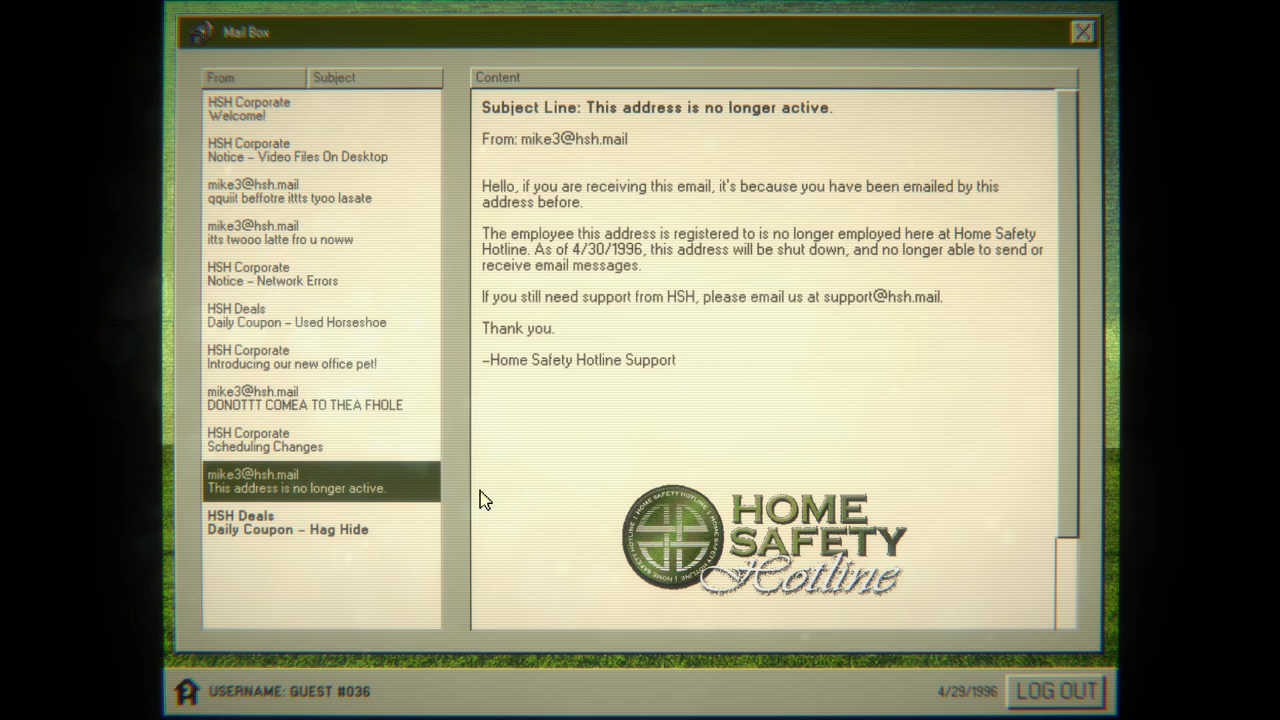 Mail Box
From Subject
HSH Corporate
Welcome!
HSH Corporate
Notice - Video Files On Desktop
mike3@hsh.mail
qquiit beffotre ittts tyoo lasate
mike3@hsh.mail
itts twooo latte fro u noww
HSH Corporate
Notice - Network Errors
HSH Deals
Daily Coupon - Used Horseshoe
HSH Corporate
Introducing our new office pet!
mike3@hsh.mail
DONOTTT COMEA TO THEA FHOLE
HSH Corporate
Scheduling Changes
mike3@hsh.mail
This address is no longer active.
HSH Deals
Daily Coupon - Hag Hide
Content
Subject Line: This address is no longer active.
From: mike3@hsh.mail
Hello, if you are receiving this email, it's because you have been emailed by this
address before.
The employee this address is registered to is no longer employed here at Home Safety
Hotline. As of 4/30/1996, this address will be shut down, and no longer able to send or
receive email messages.
If you still need support from HSH, please email us at support@hsh.mail.
Thank you.
-Home Safety Hotline Support
HOME SAFETY HOTLINE | HOME SAFETY HOTLINE | HOME SAFETY HOTLINE |
HOME
SAFETY
Hotline
USERNAME: GUEST #036
4/29/1996
LOG OUT